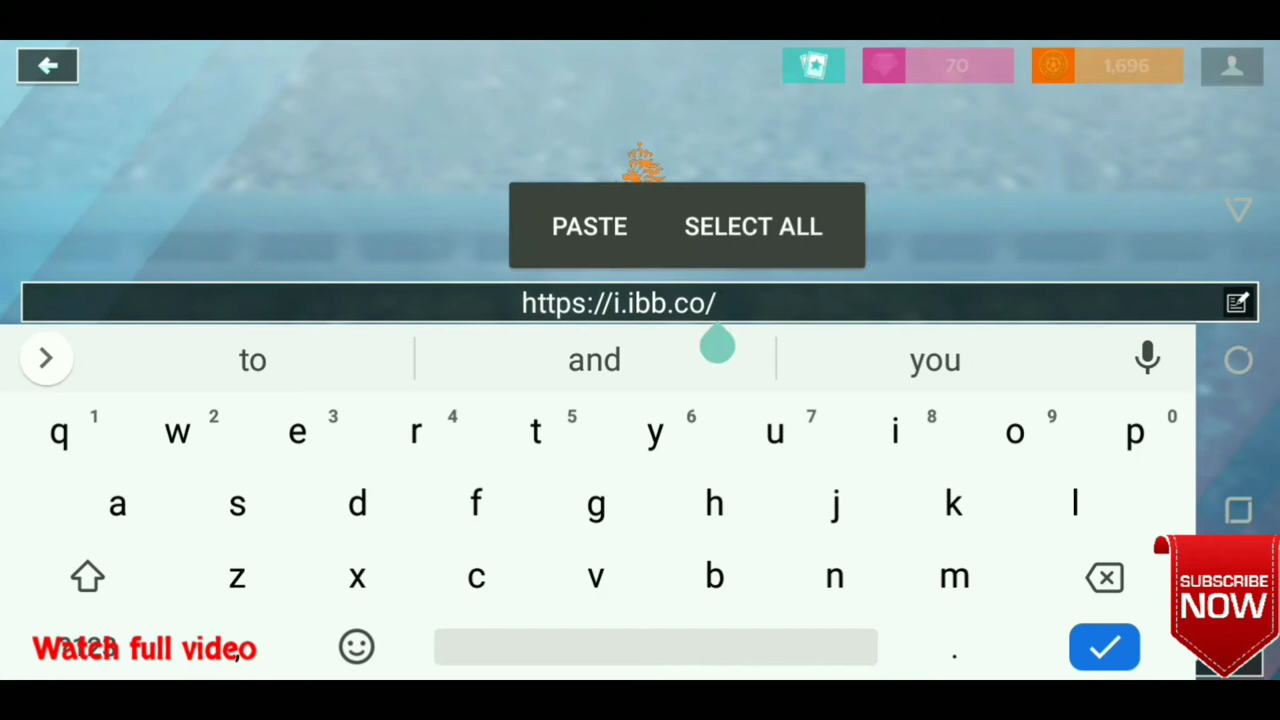 70
1,696
PASTE SELECT ALL
https://i.ibb.co/
to and you
q 1 w 2 e 3 r 4 t 5 y 6 u 7 i 8 o 9 p 0
a s d f g h j k l
z x c v b n m
SUBSCRIBE
NOW
Watch full video
, .